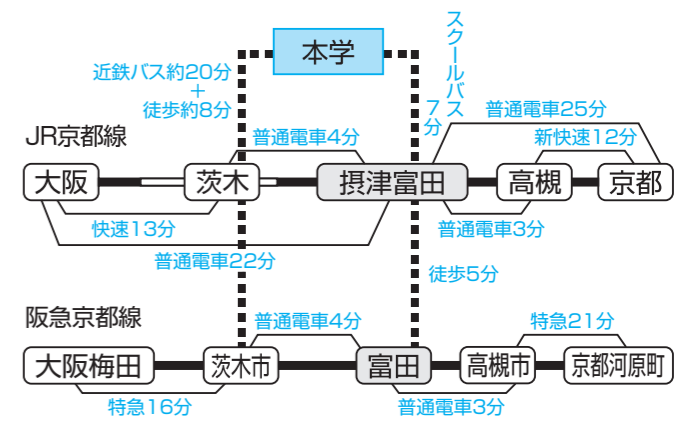 本学
近鉄バス約20分
＋
徒歩約8分
スクールバス
7分
普通電車25分
JR京都線
普通電車4分
新快速12分
大阪
茨木
摂津富田
高槻
京都
快速13分
普通電車3分
普通電車22分
徒歩5分
阪急京都線
普通電車4分
特急21分
大阪梅田
茨木市
富田
高槻市
京都河原町
特急16分
普通電車3分